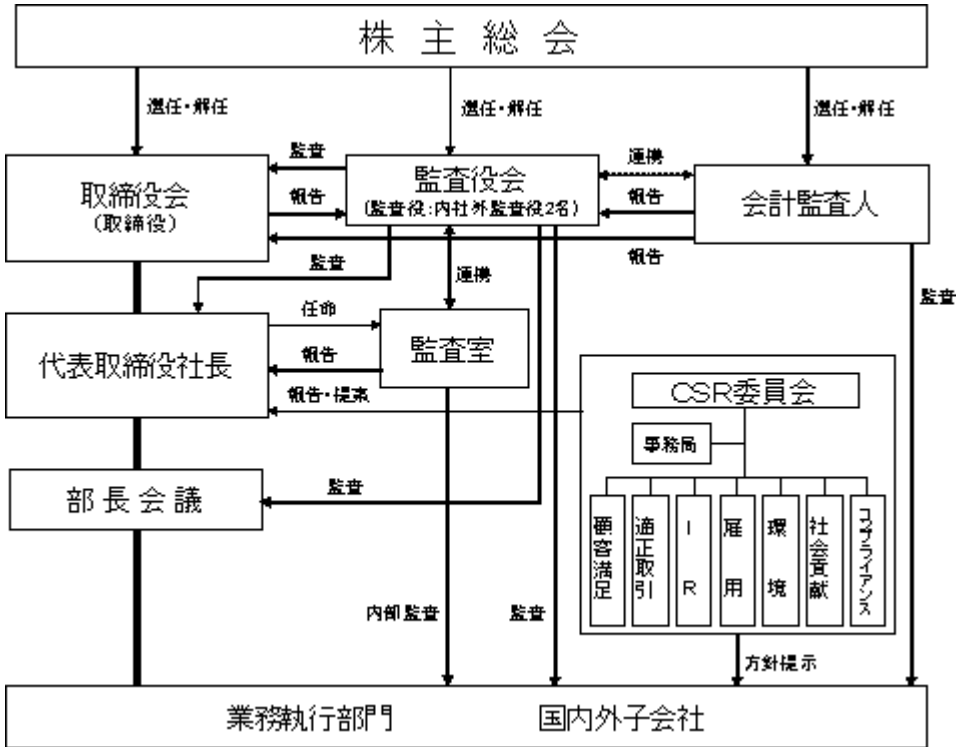 株主総会
選任・解任
選任・解任
選任・解任
監査
連携
取締役会
(取締役)
監査役会
(監査役:内社外監査役2名)
会計監査人
報告
報告
報告
監査
連携
監査
任命
代表取締役社長
監査室
報告
報告・提案
CSR委員会
事務局
部長会議
監査
顧客満足
適正取引
IR
雇用
環境
社会貢献
コンプライアンス
内部監査
監査
方針提示
業務執行部門
国内外子会社